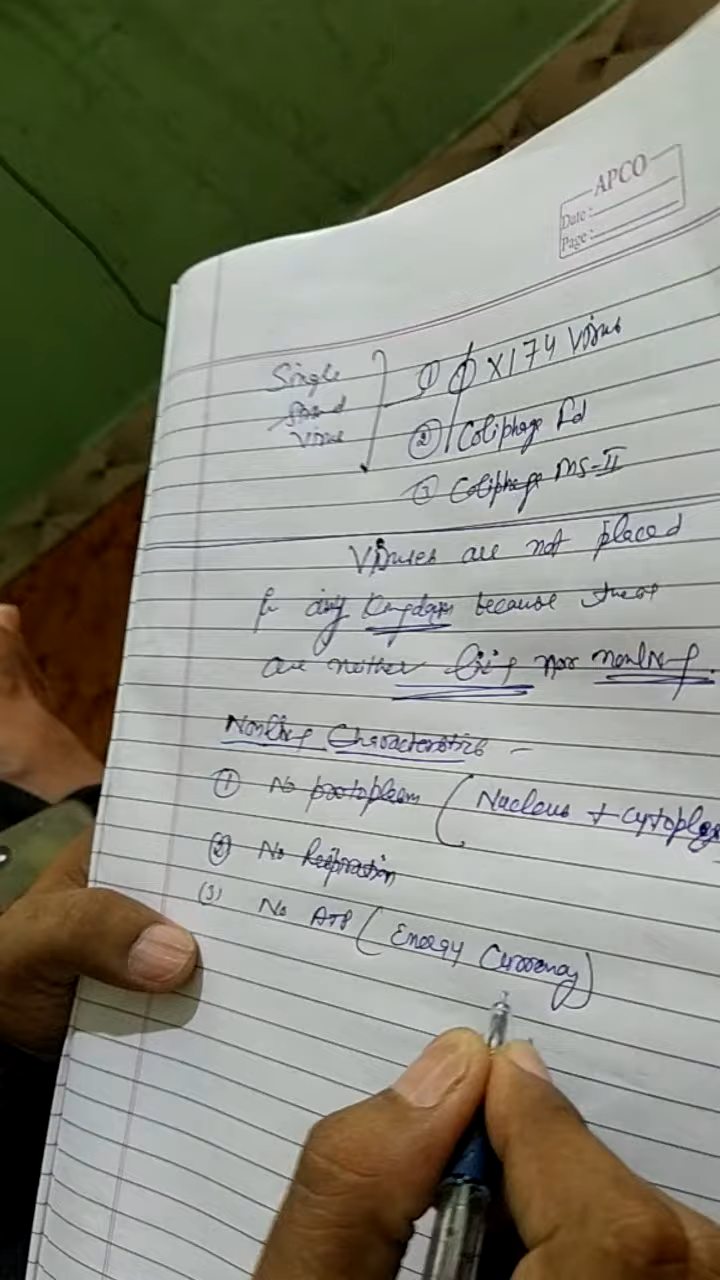 APCO
Date :
Page :
Single
Strand
Virus
① ϕ X174 Virus
② Coliphage fd
③ Coliphage MS-II
Viruses are not placed
in any Kingdom because these
are neither living nor nonliving.
Nonliving Characteristics –
① No protoplasm (Nucleus + cytoplas
② No Respiration
(3) No ATP (Energy Currency)